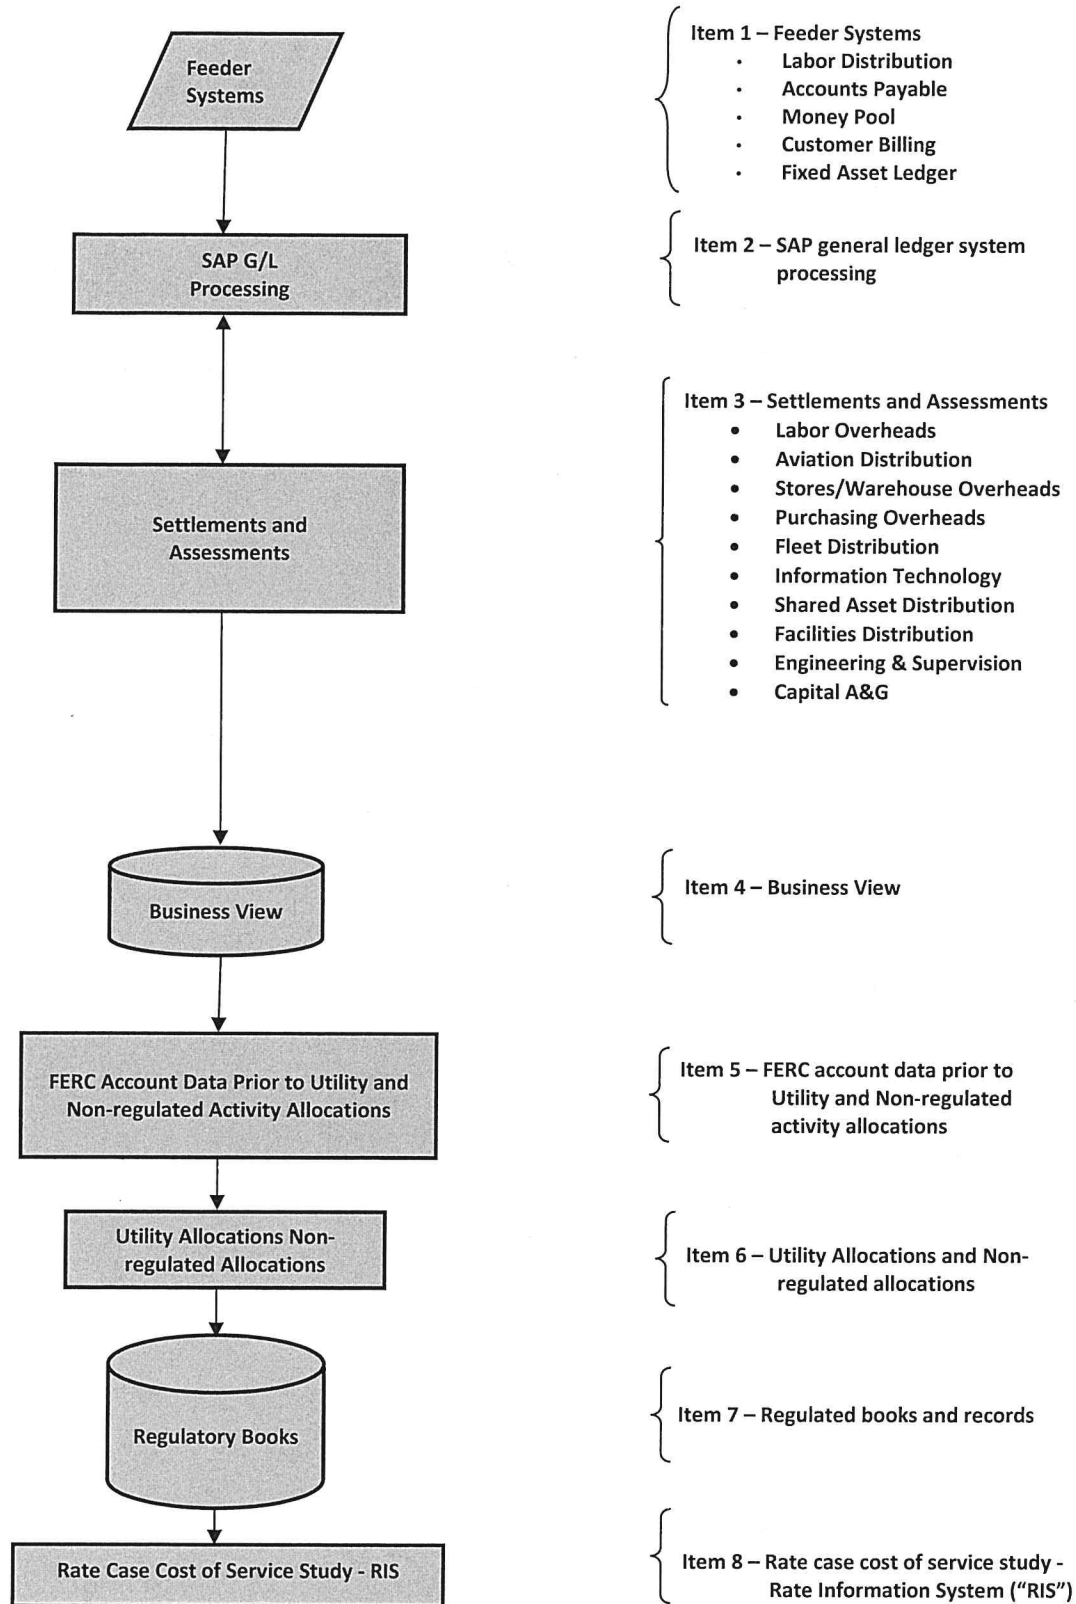 Feeder
Systems
Item 1 – Feeder Systems
· Labor Distribution
· Accounts Payable
· Money Pool
· Customer Billing
· Fixed Asset Ledger
SAP G/L
Processing
Item 2 – SAP general ledger system
processing
Settlements and
Assessments
Item 3 – Settlements and Assessments
• Labor Overheads
• Aviation Distribution
• Stores/Warehouse Overheads
• Purchasing Overheads
• Fleet Distribution
• Information Technology
• Shared Asset Distribution
• Facilities Distribution
• Engineering & Supervision
• Capital A&G
Business View
Item 4 – Business View
FERC Account Data Prior to Utility and
Non-regulated Activity Allocations
Item 5 – FERC account data prior to
Utility and Non-regulated
activity allocations
Utility Allocations Non-
regulated Allocations
Item 6 – Utility Allocations and Non-
regulated allocations
Regulatory Books
Item 7 – Regulated books and records
Rate Case Cost of Service Study - RIS
Item 8 – Rate case cost of service study -
Rate Information System (“RIS”)